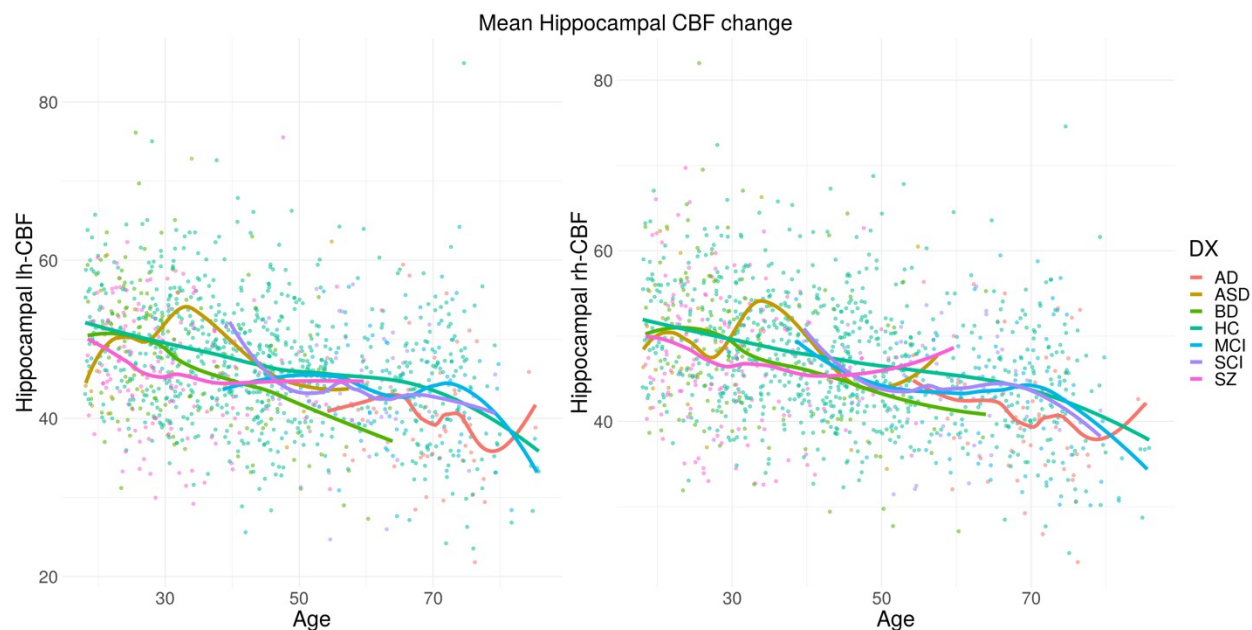 Mean Hippocampal CBF change
Hippocampal lh-CBF
80
60
40
20
30 50 70
Age
Hippocampal rh-CBF
80
60
40
30 50 70
Age
DX
AD
ASD
BD
HC
MCI
SCI
SZ